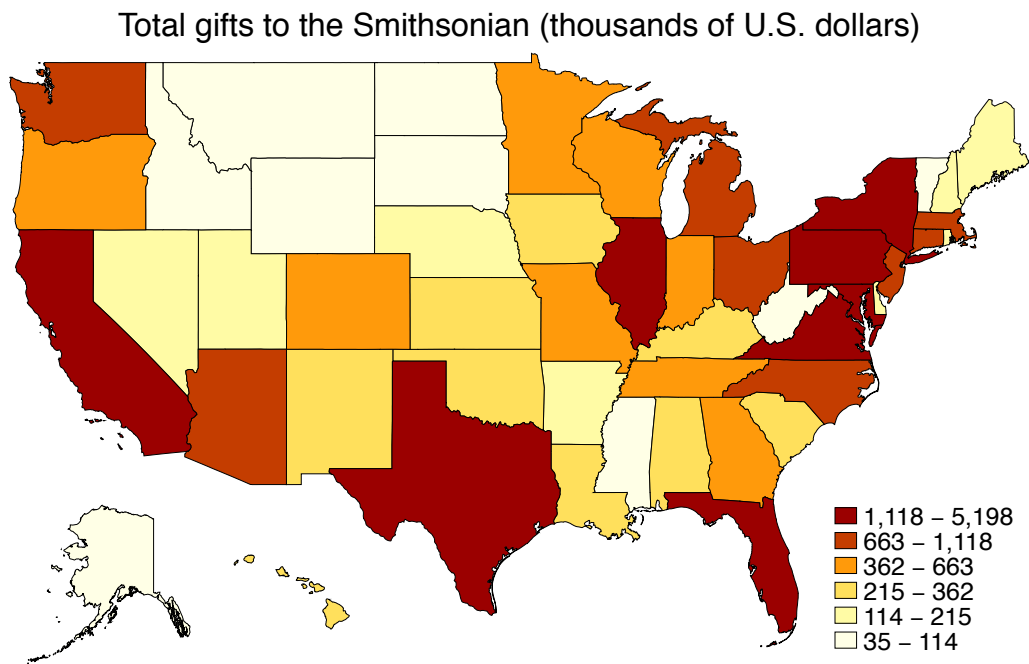 Total gifts to the Smithsonian (thousands of U.S. dollars)
1,118 – 5,198
663 – 1,118
362 – 663
215 – 362
114 – 215
35 – 114